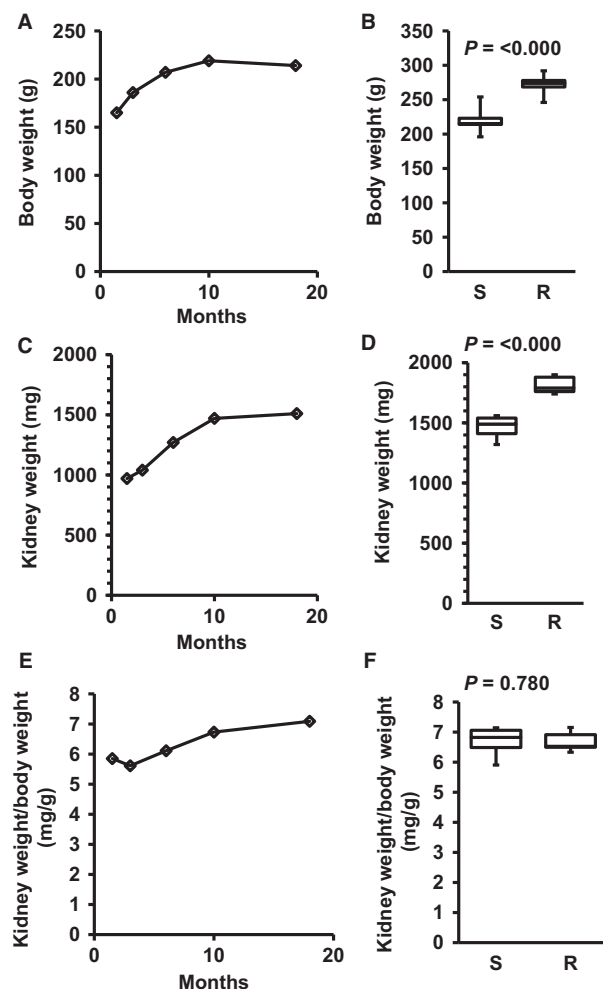 A
250
200
150
100
50
0
0
10
20
Body weight (g)
Months
B
P = <0.000
350
300
250
200
150
100
50
0
Body weight (g)
S
R
C
2000
1500
1000
500
0
0
10
20
Kidney weight (mg)
Months
D
P = <0.000
2000
1500
1000
500
0
Kidney weight (mg)
S
R
E
8
7
6
5
4
3
2
1
0
0
10
20
Kidney weight/body weight
(mg/g)
Months
F
P = 0.780
8
7
6
5
4
3
2
1
0
Kidney weight/body weight
(mg/g)
S
R